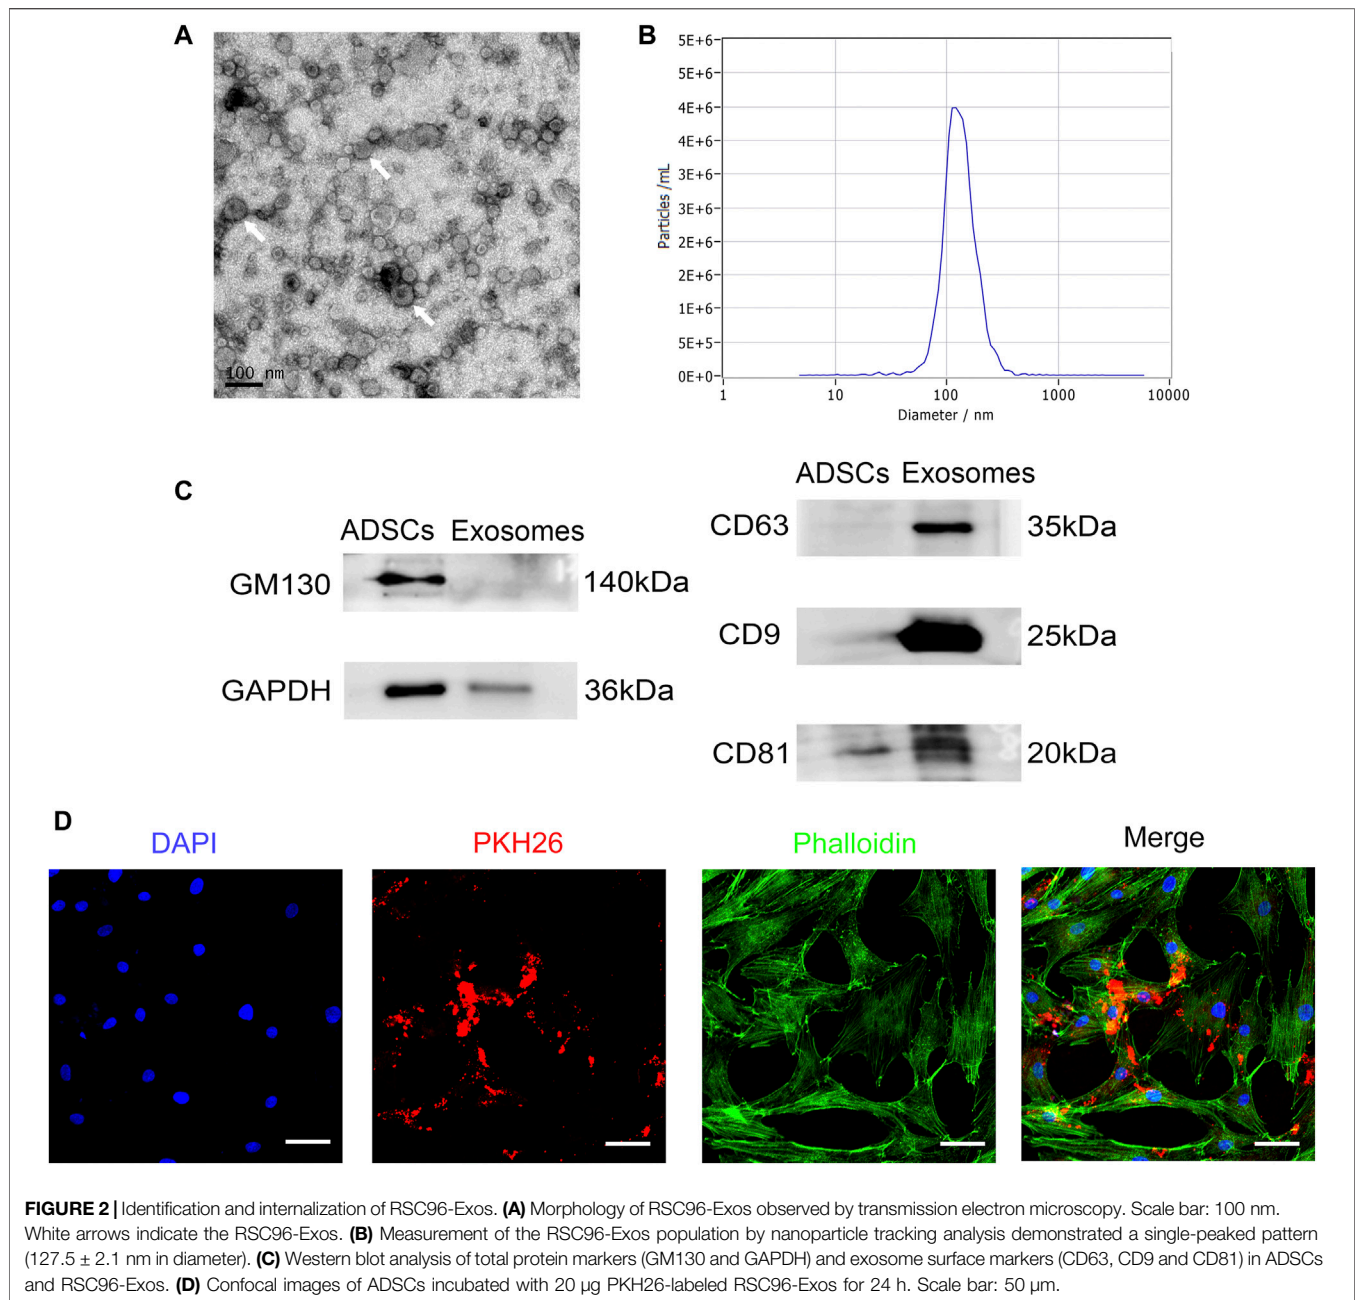 A
100 nm
B
5E+6
5E+6
4E+6
4E+6
3E+6
3E+6
2E+6
2E+6
1E+6
5E+5
0E+0
Particles /mL
1 10 100 1000 10000
Diameter / nm
C
ADSCs Exosomes
GM130 140kDa
GAPDH 36kDa
ADSCs Exosomes
CD63 35kDa
CD9 25kDa
CD81 20kDa
D
DAPI PKH26 Phalloidin Merge
FIGURE 2 | Identification and internalization of RSC96-Exos. (A) Morphology of RSC96-Exos observed by transmission electron microscopy. Scale bar: 100 nm.
White arrows indicate the RSC96-Exos. (B) Measurement of the RSC96-Exos population by nanoparticle tracking analysis demonstrated a single-peaked pattern
(127.5 ± 2.1 nm in diameter). (C) Western blot analysis of total protein markers (GM130 and GAPDH) and exosome surface markers (CD63, CD9 and CD81) in ADSCs
and RSC96-Exos. (D) Confocal images of ADSCs incubated with 20 μg PKH26-labeled RSC96-Exos for 24 h. Scale bar: 50 μm.